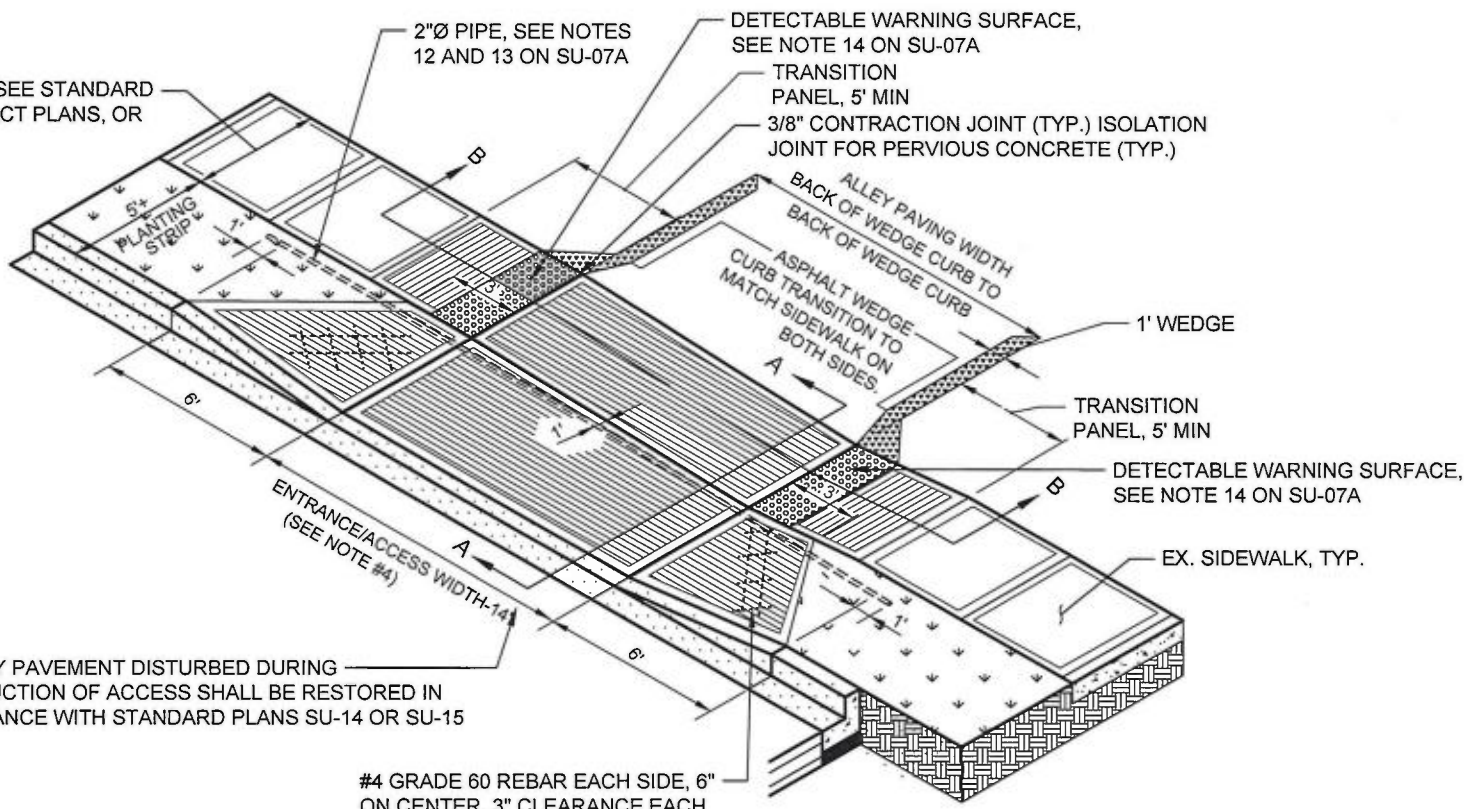 2"Ø PIPE, SEE NOTES
12 AND 13 ON SU-07A
DETECTABLE WARNING SURFACE,
SEE NOTE 14 ON SU-07A
TRANSITION
PANEL, 5' MIN
3/8" CONTRACTION JOINT (TYP.) ISOLATION
JOINT FOR PERVIOUS CONCRETE (TYP.)
SEE STANDARD
CT PLANS, OR
B
5'+
PLANTING
STRIP
1'
3'
ALLEY PAVING WIDTH
BACK OF WEDGE CURB TO
BACK OF WEDGE CURB
ASPHALT WEDGE
CURB TRANSITION TO
MATCH SIDEWALK ON
BOTH SIDES.
1' WEDGE
A
TRANSITION
PANEL, 5' MIN
1'
DETECTABLE WARNING SURFACE,
SEE NOTE 14 ON SU-07A
3'
B
6'
ENTRANCE/ACCESS WIDTH-14'
(SEE NOTE #4)
A
EX. SIDEWALK, TYP.
1'
6'
Y PAVEMENT DISTURBED DURING
UCTION OF ACCESS SHALL BE RESTORED IN
ANCE WITH STANDARD PLANS SU-14 OR SU-15
#4 GRADE 60 REBAR EACH SIDE, 6"
ON CENTER, 3" CLEARANCE EACH